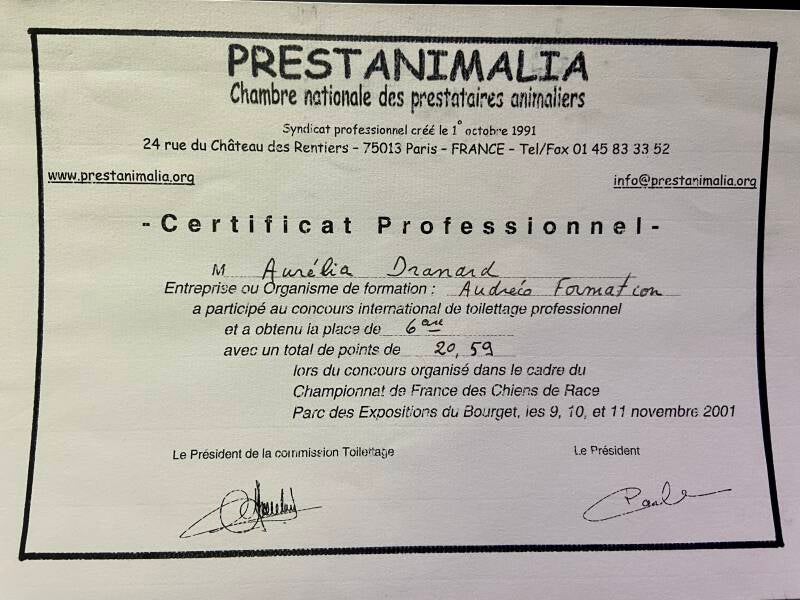 PRESTANIMALIA
Chambre nationale des prestataires animaliers
Syndicat professionnel créé le 1° octobre 1991
24 rue du Château des Rentiers - 75013 Paris - FRANCE - Tel/Fax 01 45 83 33 52
www.prestanimalia.org
info@prestanimalia.org
- Certificat Professionnel -
M Aurélia Dranard
Entreprise ou Organisme de formation : Audréco Formation
a participé au concours international de toilettage professionnel
et a obtenu la place de 6
avec un total de points de 20,59
lors du concours organisé dans le cadre du
Championnat de France des Chiens de Race
Parc des Expositions du Bourget, les 9, 10, et 11 novembre 2001
Le Président de la commission Toilettage
Le Président